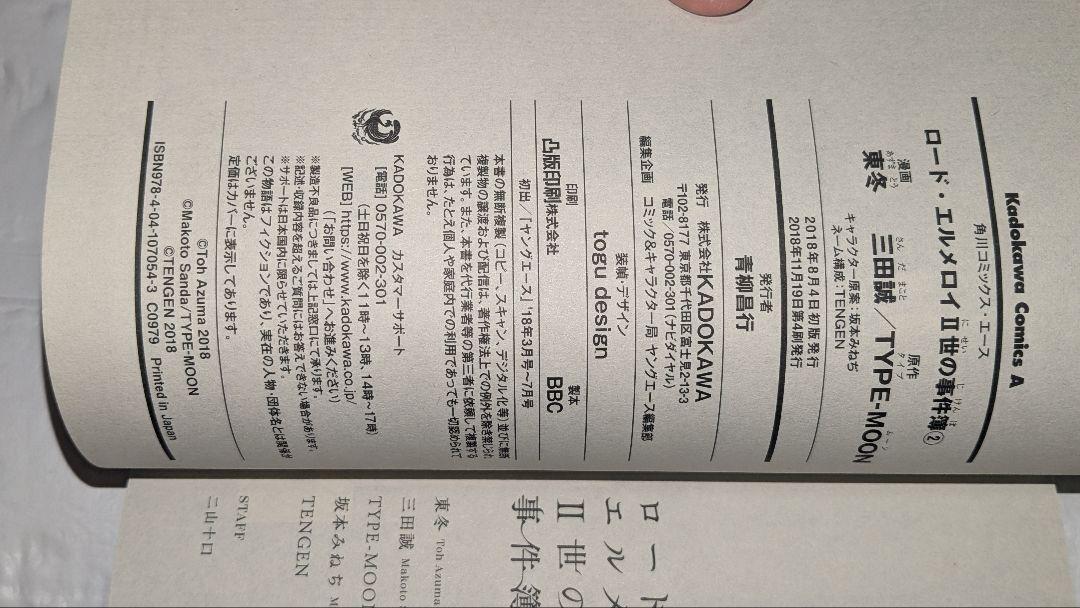 Kadokawa Comics A
角川コミックス・エース
ロード・エルメロイⅡ世の事件簿②
にせい じけんぼ
漫画 原作
あずま とう さん だ まこと タイプ ムーン
東冬 三田誠／TYPE-MOON
キャラクター原案:坂本みねぢ
ネーム構成:TENGEN
2018年8月4日初版発行
2018年11月19日第4刷発行
発行者
青柳昌行
発行 株式会社KADOKAWA
〒102-8177 東京都千代田区富士見2-13-3
電話／0570-002-301(ナビダイヤル)
編集企画 コミック&キャラクター局 ヤングエース編集部
装幀・デザイン
togu design
印刷 製本
凸版印刷株式会社 BBC
初出／「ヤングエース」'18年3月号〜7月号
本書の無断複製(コピー、スキャン、デジタル化等)並びに無断
複製物の譲渡および配信は、著作権法上での例外を除き禁じられ
ています。また、本書を代行業者等の第三者に依頼して複製する
行為は、たとえ個人や家庭内での利用であっても一切認められて
おりません。
KADOKAWA カスタマーサポート
[電話] 0570-002-301
(土日祝日を除く11時〜13時、14時〜17時)
[WEB] https://www.kadokawa.co.jp/
(「お問い合わせ」へお進みください)
※製造不良品につきましては上記窓口にて承ります。
※記述・収録内容を超えるご質問にはお答えできない場合があります。
※サポートは日本国内に限らせていただきます。
この物語はフィクションであり、実在の人物・団体名とは関係が
ございません。
定価はカバーに表示してあります。
©Toh Azuma 2018
©Makoto Sanda/TYPE-MOON
©TENGEN 2018
ISBN978-4-04-107054-3 C0979 Printed in Japan
ロード
エルメ
Ⅱ世の
事件簿
東冬 Toh Azuma
三田誠 Makoto
TYPE-MOO
坂本みねぢ M
TENGEN
STAFF